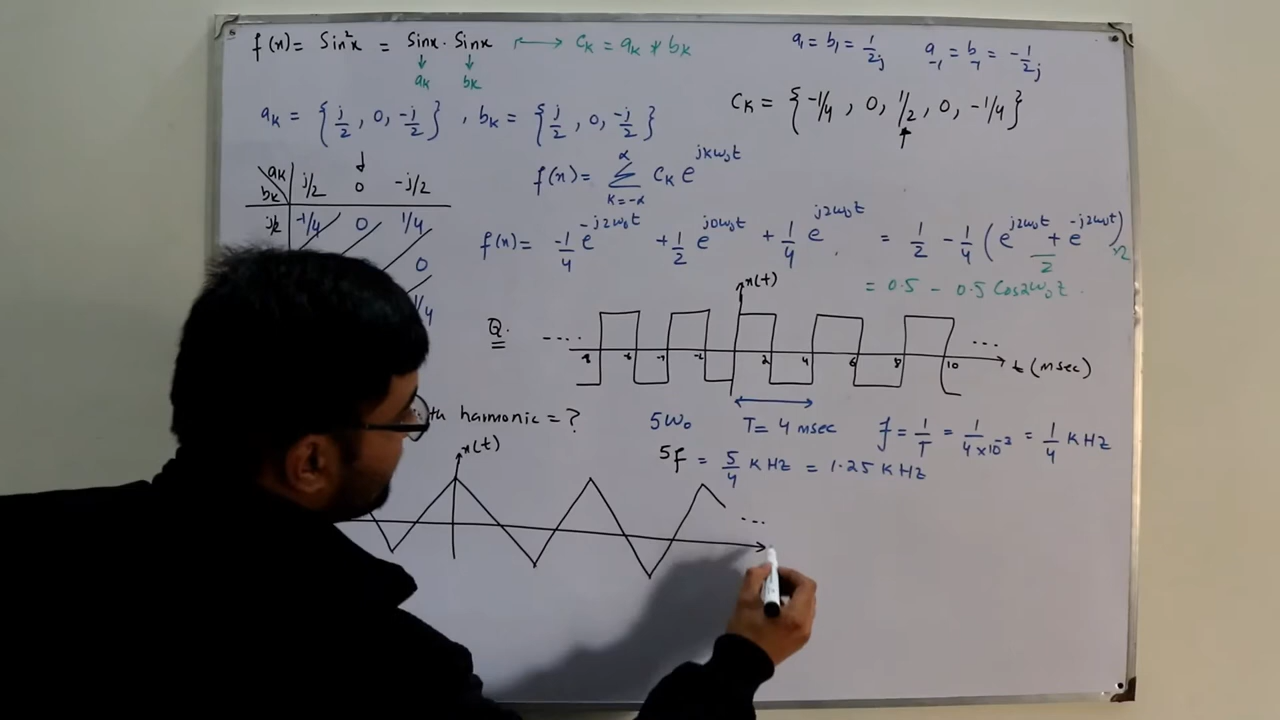 f(x) = Sin²x = Sinx . Sinx ↦ Ck = ak * bk
ak bk
a1 = b1 = 1/2j a-1 = b-1 = -1/2j
ak = {j/2, 0, -j/2} , bk = {j/2, 0, -j/2}
Ck = {-1/4, 0, 1/2, 0, -1/4}
↑
f(x) = Σ(k=-α to α) Ck e^(jkω₀t)
ak
bk j/2 0 -j/2
j/2 -1/4 0 1/4
0
1/4
f(x) = -1/4 e^(-j2ω₀t) + 1/2 e^(j0ω₀t) + 1/4 e^(j2ω₀t) = 1/2 - 1/4 (e^(j2ω₀t) + e^(-j2ω₀t))/2 ×2
= 0.5 - 0.5 Cos2ω₀t.
x(t)
Q. .... ...
2 4 6 8 10 t (msec)
th harmonic = ? 5ω₀ T = 4 msec f = 1/T = 1/(4×10⁻³) = 1/4 KHz
5f = 5/4 KHz = 1.25 KHz
x(t)
...